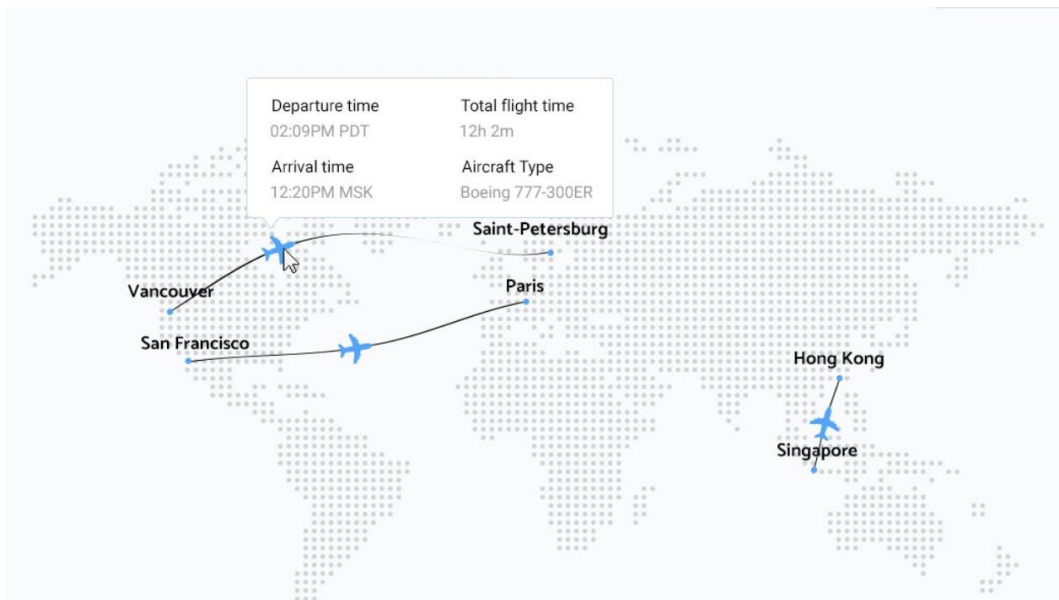 Departure time Total flight time
02:09PM PDT 12h 2m
Arrival time Aircraft Type
12:20PM MSK Boeing 777-300ER
Saint-Petersburg
Vancouver
Paris
San Francisco
Hong Kong
Singapore